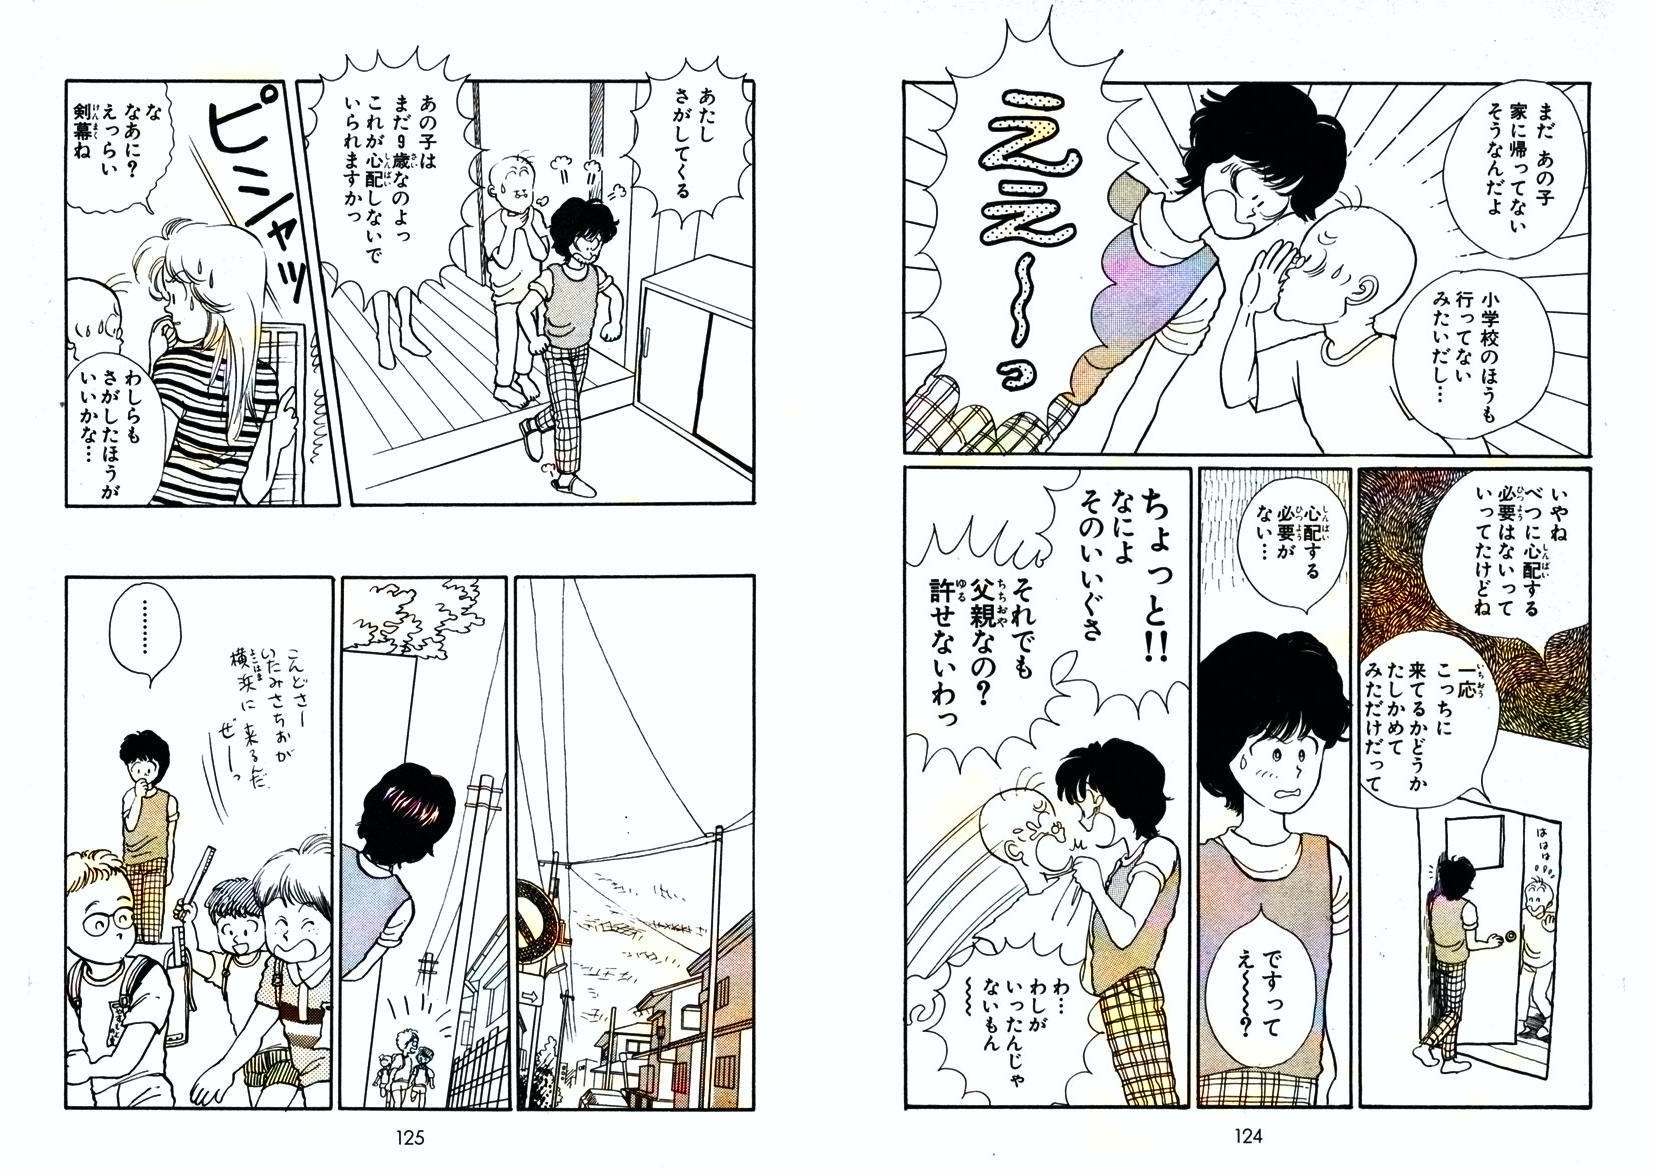 まだ あの子
家に帰ってない
そうなんだよ
小学校のほうも
行ってない
みたいだし…
ええ〜っ
いやね
べつに心配する
必要はないって
いってたけどね
一応
こっちに
来てるかどうか
たしかめて
みただけだって
ははは
心配する
必要が
ない…
ですって
え〜〜〜?
ちょっと!!
なによ
そのいいぐさ
それでも
父親なの?
許せないわっ
わ…
わしが
いったんじゃ
ないもん
〜〜〜
124
あたし
さがしてくる
あの子は
まだ9歳なのよっ
これが心配しないで
いられますかっ
ピシャッ
な
なあに?
えっらい
剣幕ね
わしらも
さがしたほうが
いいかな…
こんどさー
いたみさちおが
横浜に来るんだ
ぜーっ
………
125